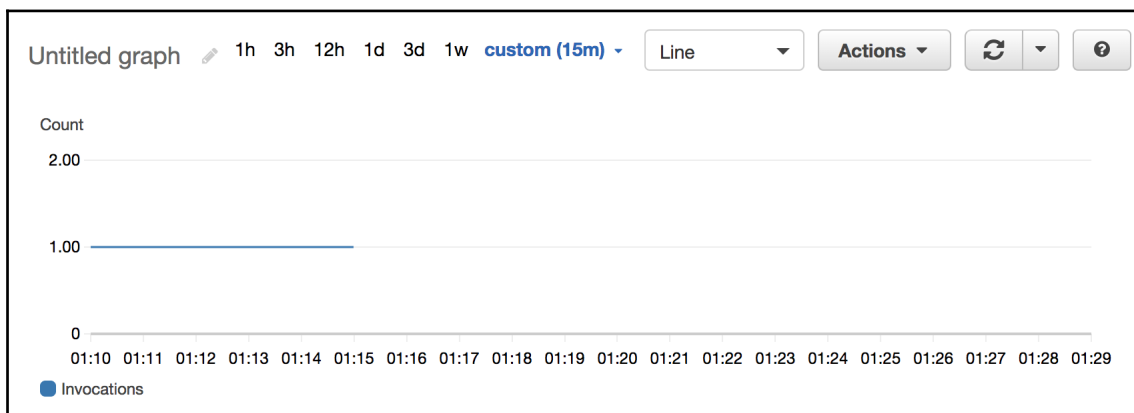 Untitled graph 1h 3h 12h 1d 3d 1w custom (15m) Line Actions ?
Count
2.00
1.00
0
01:10 01:11 01:12 01:13 01:14 01:15 01:16 01:17 01:18 01:19 01:20 01:21 01:22 01:23 01:24 01:25 01:26 01:27 01:28 01:29
Invocations